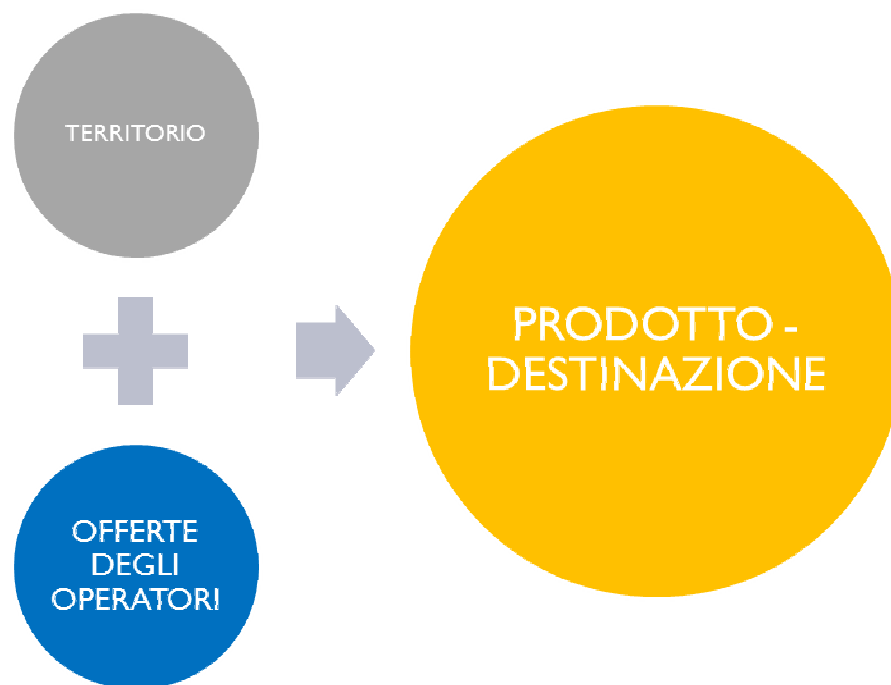 TERRITORIO
OFFERTE
DEGLI
OPERATORI
PRODOTTO -
DESTINAZIONE